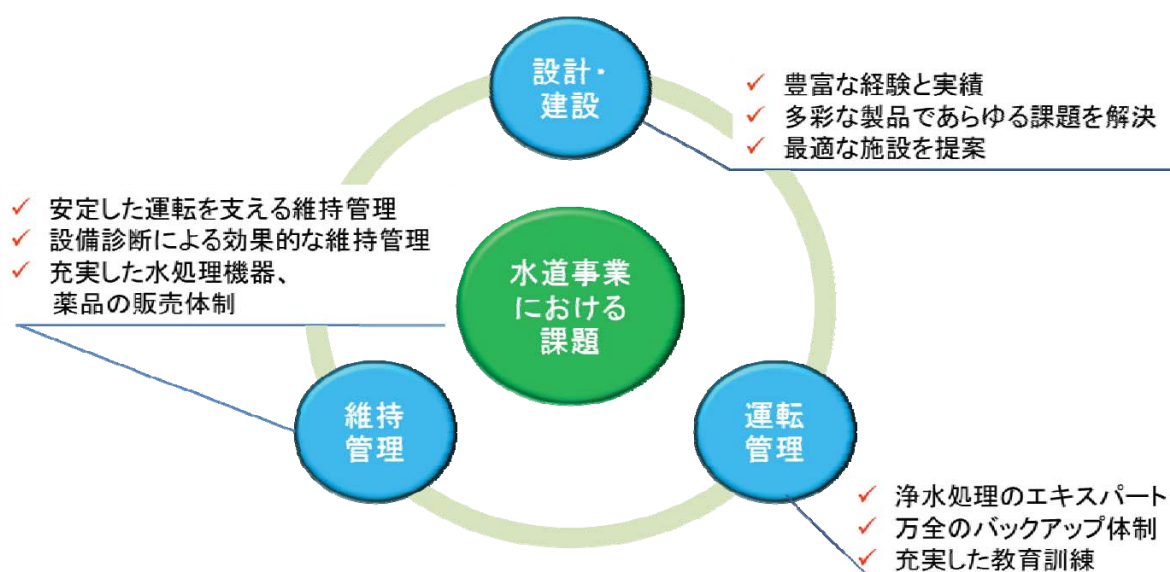 設計・
建設
豊富な経験と実績
多彩な製品であらゆる課題を解決
最適な施設を提案
安定した運転を支える維持管理
設備診断による効果的な維持管理
充実した水処理機器、
薬品の販売体制
水道事業
における
課題
維持
管理
運転
管理
浄水処理のエキスパート
万全のバックアップ体制
充実した教育訓練